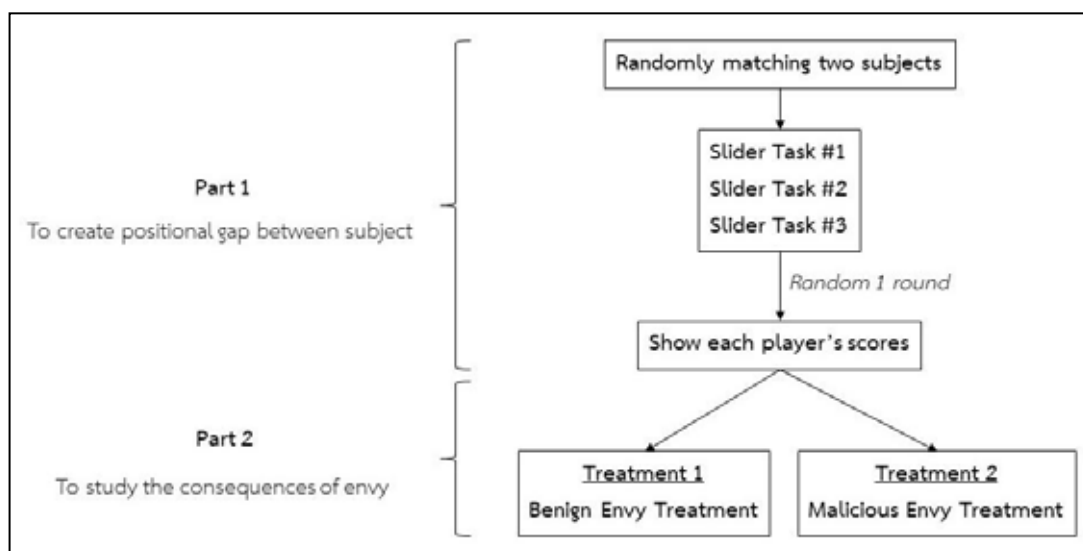 Randomly matching two subjects
Slider Task #1
Slider Task #2
Slider Task #3
Part 1
To create positional gap between subject
Random 1 round
Show each player's scores
Part 2
To study the consequences of envy
Treatment 1
Benign Envy Treatment
Treatment 2
Malicious Envy Treatment